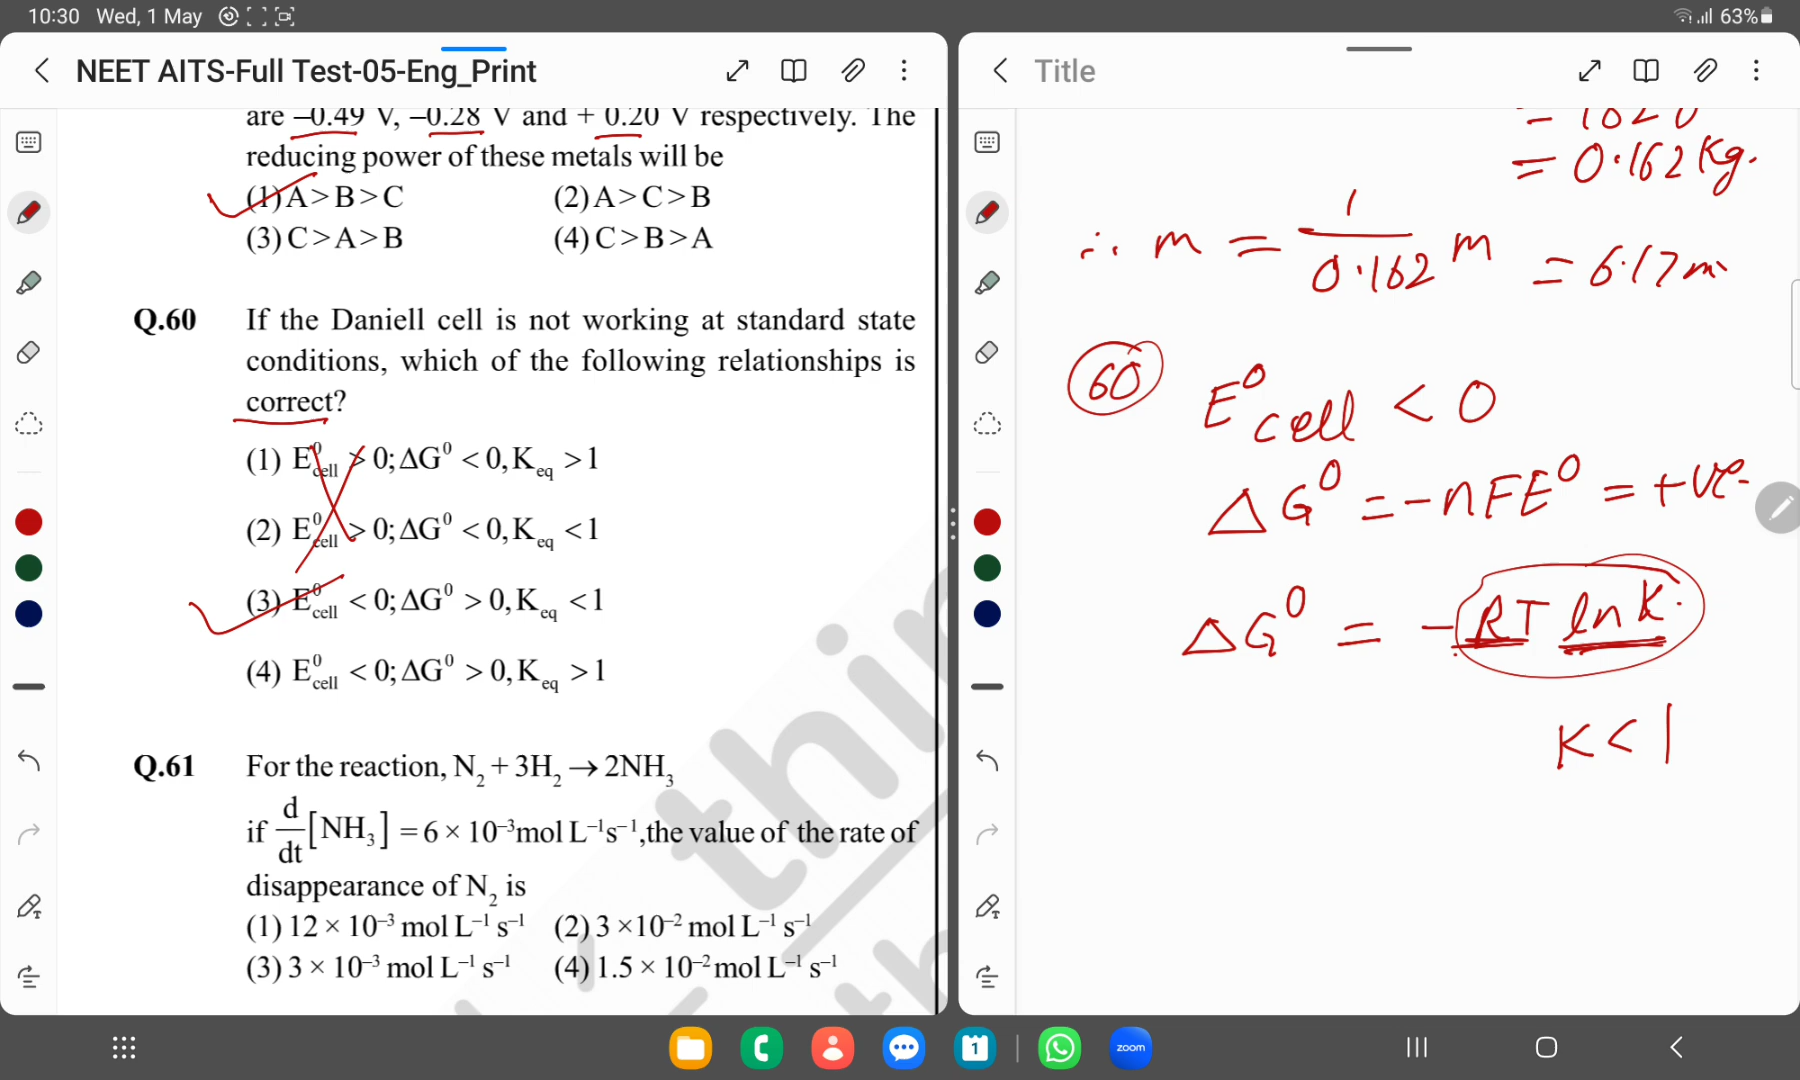 10:30 Wed, 1 May
63%
NEET AITS-Full Test-05-Eng_Print
are –0.49 V, –0.28 V and + 0.20 V respectively. The
reducing power of these metals will be
(1) A > B > C (2) A > C > B
(3) C > A > B (4) C > B > A
Q.60 If the Daniell cell is not working at standard state
conditions, which of the following relationships is
correct?
(1) E⁰cell > 0; ΔG⁰ < 0, Keq > 1
(2) E⁰cell > 0; ΔG⁰ < 0, Keq < 1
(3) E⁰cell < 0; ΔG⁰ > 0, Keq < 1
(4) E⁰cell < 0; ΔG⁰ > 0, Keq > 1
Q.61 For the reaction, N₂ + 3H₂ → 2NH₃
if d/dt [NH₃] = 6 × 10⁻³ mol L⁻¹s⁻¹, the value of the rate of
disappearance of N₂ is
(1) 12 × 10⁻³ mol L⁻¹ s⁻¹ (2) 3 ×10⁻² mol L⁻¹ s⁻¹
(3) 3 × 10⁻³ mol L⁻¹ s⁻¹ (4) 1.5 × 10⁻² mol L⁻¹ s⁻¹
thin
Title
= 0.162 Kg.
∴ m = 1/0.162 m = 6.17 m
60 E⁰cell < 0
ΔG⁰ = -nFE⁰ = +ve
ΔG⁰ = -RT ln K.
K < 1
1
zoom